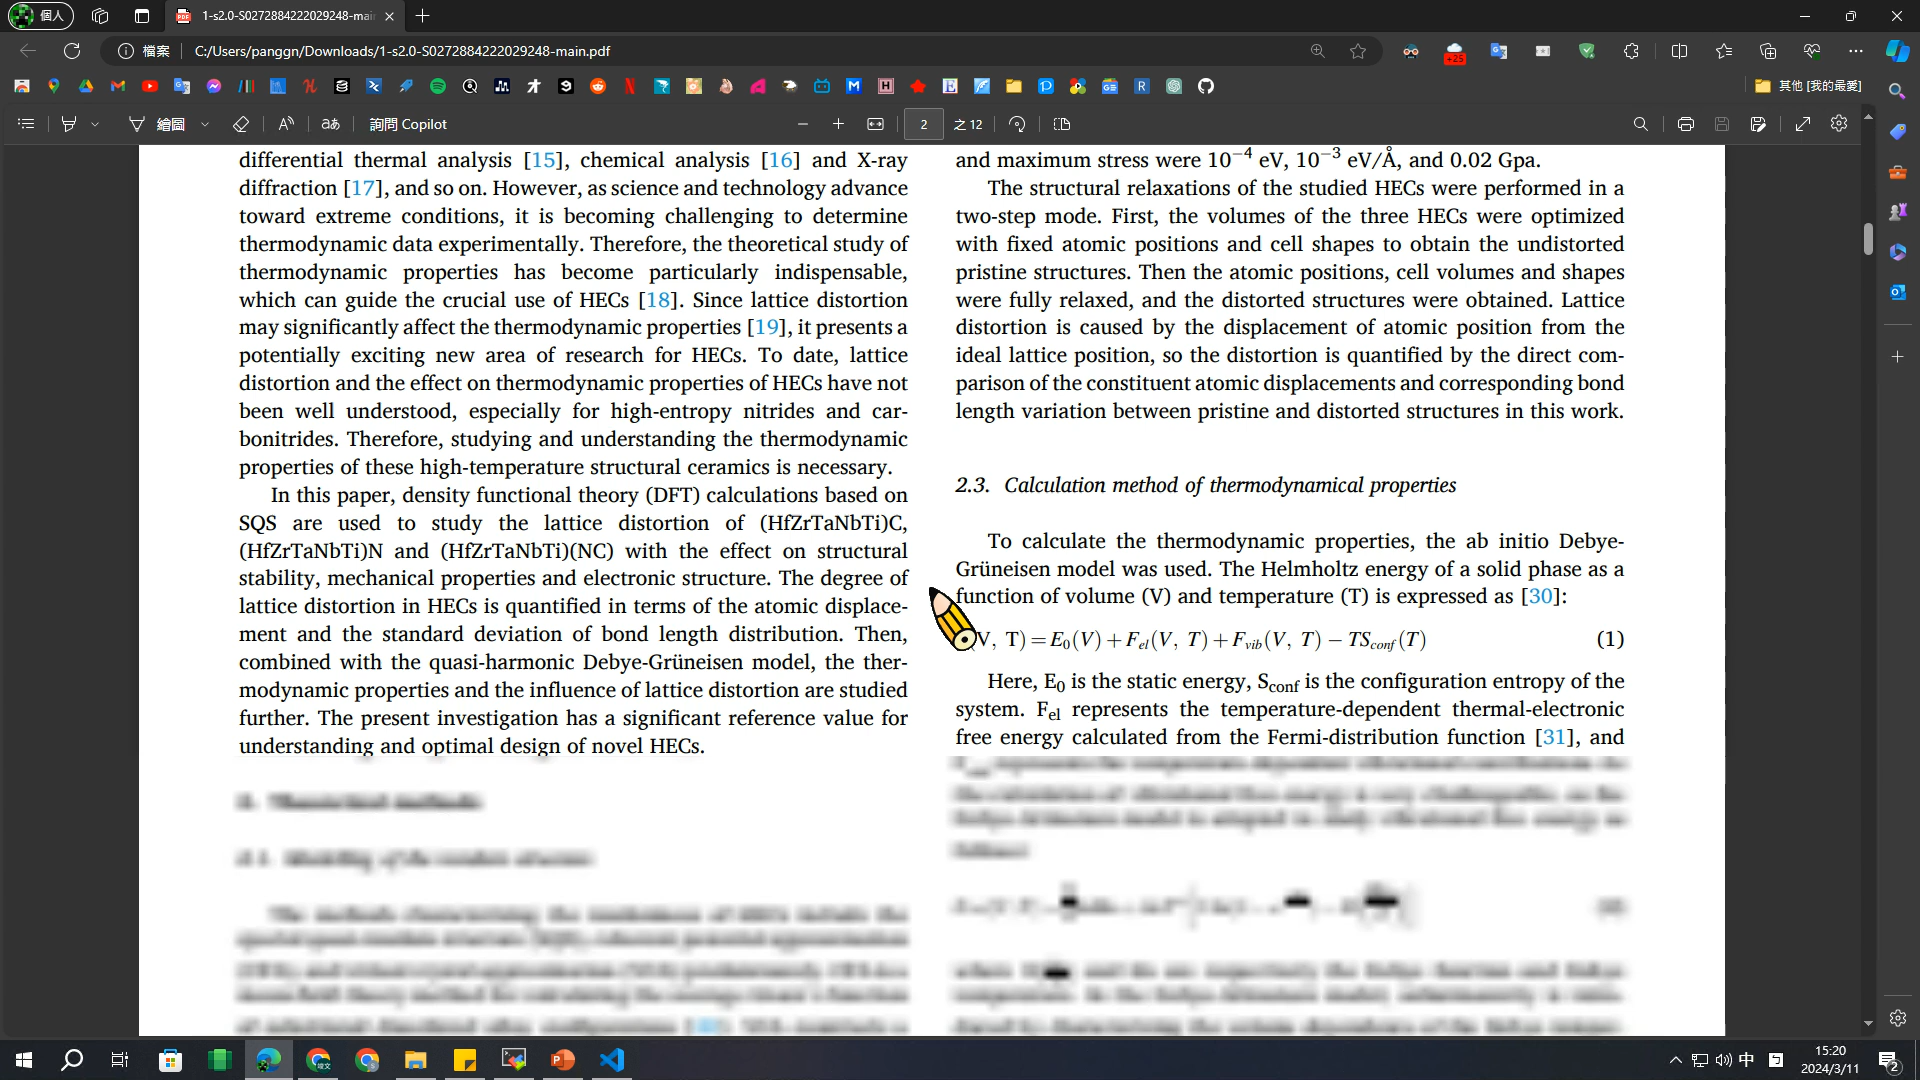 個人
1-s2.0-S0272884222029248-mai
檔案
C:/Users/panggn/Downloads/1-s2.0-S0272884222029248-main.pdf
+25
其他 [我的最愛]
繪圖
aあ
詢問 Copilot
2
之 12
differential thermal analysis [15], chemical analysis [16] and X-ray
diffraction [17], and so on. However, as science and technology advance
toward extreme conditions, it is becoming challenging to determine
thermodynamic data experimentally. Therefore, the theoretical study of
thermodynamic properties has become particularly indispensable,
which can guide the crucial use of HECs [18]. Since lattice distortion
may significantly affect the thermodynamic properties [19], it presents a
potentially exciting new area of research for HECs. To date, lattice
distortion and the effect on thermodynamic properties of HECs have not
been well understood, especially for high-entropy nitrides and car-
bonitrides. Therefore, studying and understanding the thermodynamic
properties of these high-temperature structural ceramics is necessary.
In this paper, density functional theory (DFT) calculations based on
SQS are used to study the lattice distortion of (HfZrTaNbTi)C,
(HfZrTaNbTi)N and (HfZrTaNbTi)(NC) with the effect on structural
stability, mechanical properties and electronic structure. The degree of
lattice distortion in HECs is quantified in terms of the atomic displace-
ment and the standard deviation of bond length distribution. Then,
combined with the quasi-harmonic Debye-Grüneisen model, the ther-
modynamic properties and the influence of lattice distortion are studied
further. The present investigation has a significant reference value for
understanding and optimal design of novel HECs.
and maximum stress were 10⁻⁴ eV, 10⁻³ eV/Å, and 0.02 Gpa.
The structural relaxations of the studied HECs were performed in a
two-step mode. First, the volumes of the three HECs were optimized
with fixed atomic positions and cell shapes to obtain the undistorted
pristine structures. Then the atomic positions, cell volumes and shapes
were fully relaxed, and the distorted structures were obtained. Lattice
distortion is caused by the displacement of atomic position from the
ideal lattice position, so the distortion is quantified by the direct com-
parison of the constituent atomic displacements and corresponding bond
length variation between pristine and distorted structures in this work.
2.3. Calculation method of thermodynamical properties
To calculate the thermodynamic properties, the ab initio Debye-
Grüneisen model was used. The Helmholtz energy of a solid phase as a
function of volume (V) and temperature (T) is expressed as [30]:
V, T) = E₀(V) + F_el(V, T) + F_vib(V, T) − TS_conf(T) (1)
Here, E₀ is the static energy, S_conf is the configuration entropy of the
system. F_el represents the temperature-dependent thermal-electronic
free energy calculated from the Fermi-distribution function [31], and
中
15:20
2024/3/11
2